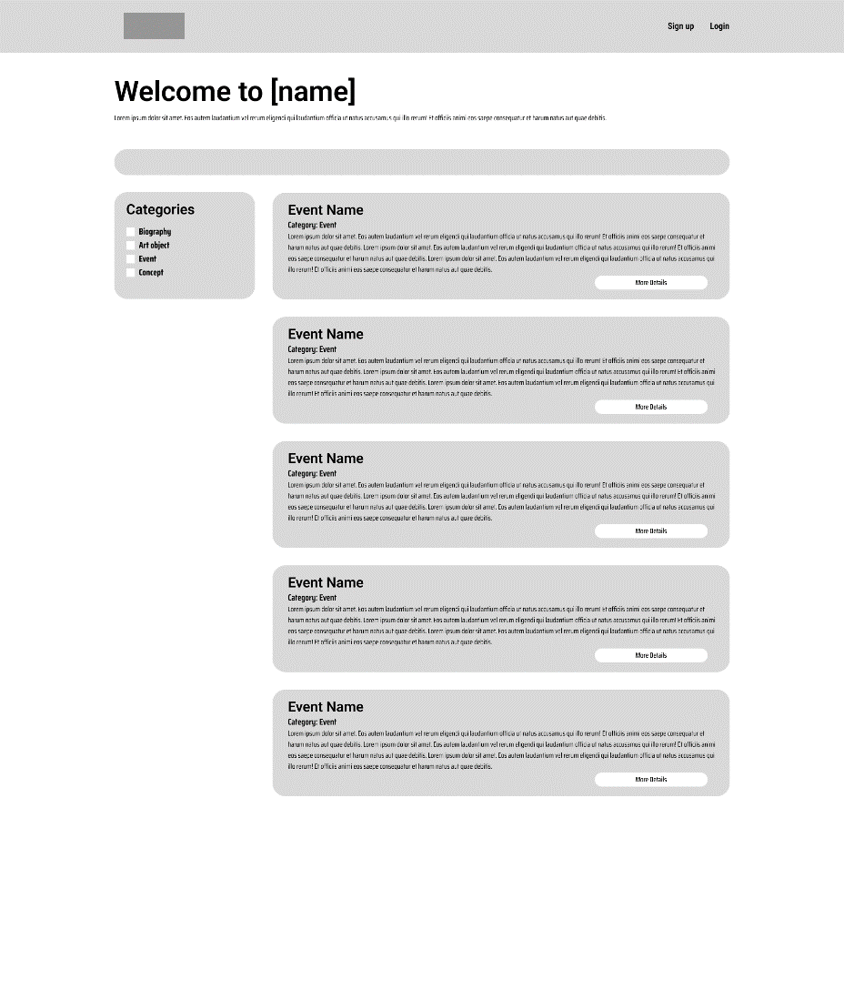 Sign up Login
Welcome to [name]
Lorem ipsum dolor sit amet. Eos autem laudantium vel rerum eligendi qui laudantium officia ut natus accusamus qui illo rerum! Et officiis animi eos saepe consequatur et harum natus aut quae debitis.
Categories
Biography
Art object
Event
Concept
Event Name
Category: Event
Lorem ipsum dolor sit amet. Eos autem laudantium vel rerum eligendi qui laudantium officia ut natus accusamus qui illo rerum! Et officiis animi eos saepe consequatur et
harum natus aut quae debitis. Lorem ipsum dolor sit amet. Eos autem laudantium vel rerum eligendi qui laudantium officia ut natus accusamus qui illo rerum! Et officiis animi
eos saepe consequatur et harum natus aut quae debitis. Lorem ipsum dolor sit amet. Eos autem laudantium vel rerum eligendi qui laudantium officia ut natus accusamus qui
illo rerum! Et officiis animi eos saepe consequatur et harum natus aut quae debitis.
More Details
Event Name
Category: Event
Lorem ipsum dolor sit amet. Eos autem laudantium vel rerum eligendi qui laudantium officia ut natus accusamus qui illo rerum! Et officiis animi eos saepe consequatur et
harum natus aut quae debitis. Lorem ipsum dolor sit amet. Eos autem laudantium vel rerum eligendi qui laudantium officia ut natus accusamus qui illo rerum! Et officiis animi
eos saepe consequatur et harum natus aut quae debitis. Lorem ipsum dolor sit amet. Eos autem laudantium vel rerum eligendi qui laudantium officia ut natus accusamus qui
illo rerum! Et officiis animi eos saepe consequatur et harum natus aut quae debitis.
More Details
Event Name
Category: Event
Lorem ipsum dolor sit amet. Eos autem laudantium vel rerum eligendi qui laudantium officia ut natus accusamus qui illo rerum! Et officiis animi eos saepe consequatur et
harum natus aut quae debitis. Lorem ipsum dolor sit amet. Eos autem laudantium vel rerum eligendi qui laudantium officia ut natus accusamus qui illo rerum! Et officiis animi
eos saepe consequatur et harum natus aut quae debitis. Lorem ipsum dolor sit amet. Eos autem laudantium vel rerum eligendi qui laudantium officia ut natus accusamus qui
illo rerum! Et officiis animi eos saepe consequatur et harum natus aut quae debitis.
More Details
Event Name
Category: Event
Lorem ipsum dolor sit amet. Eos autem laudantium vel rerum eligendi qui laudantium officia ut natus accusamus qui illo rerum! Et officiis animi eos saepe consequatur et
harum natus aut quae debitis. Lorem ipsum dolor sit amet. Eos autem laudantium vel rerum eligendi qui laudantium officia ut natus accusamus qui illo rerum! Et officiis animi
eos saepe consequatur et harum natus aut quae debitis. Lorem ipsum dolor sit amet. Eos autem laudantium vel rerum eligendi qui laudantium officia ut natus accusamus qui
illo rerum! Et officiis animi eos saepe consequatur et harum natus aut quae debitis.
More Details
Event Name
Category: Event
Lorem ipsum dolor sit amet. Eos autem laudantium vel rerum eligendi qui laudantium officia ut natus accusamus qui illo rerum! Et officiis animi eos saepe consequatur et
harum natus aut quae debitis. Lorem ipsum dolor sit amet. Eos autem laudantium vel rerum eligendi qui laudantium officia ut natus accusamus qui illo rerum! Et officiis animi
eos saepe consequatur et harum natus aut quae debitis. Lorem ipsum dolor sit amet. Eos autem laudantium vel rerum eligendi qui laudantium officia ut natus accusamus qui
illo rerum! Et officiis animi eos saepe consequatur et harum natus aut quae debitis.
More Details